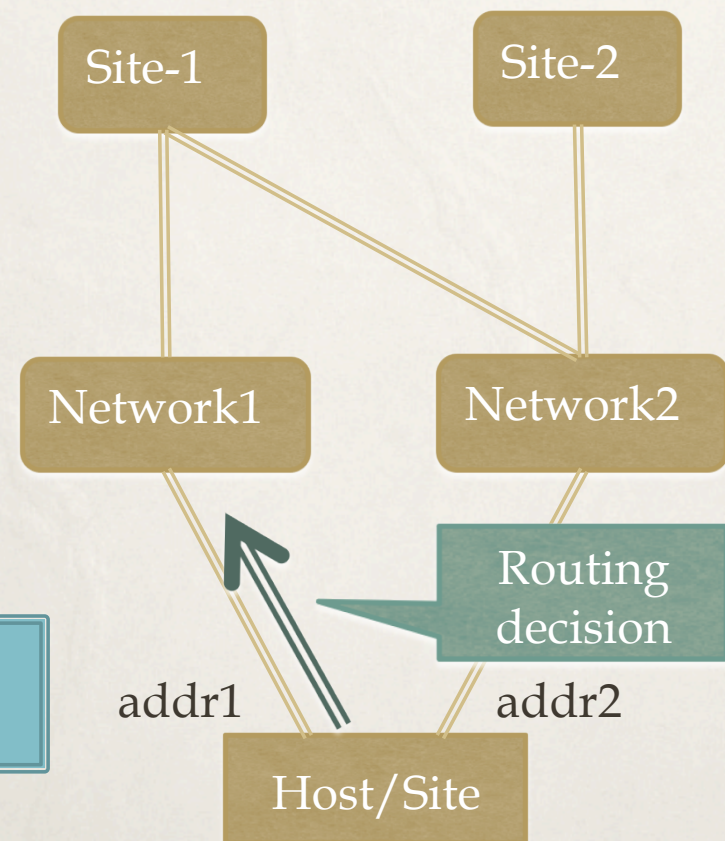 Site-1
Site-2
Network1
Network2
Routing
decision
addr1
addr2
Host/Site